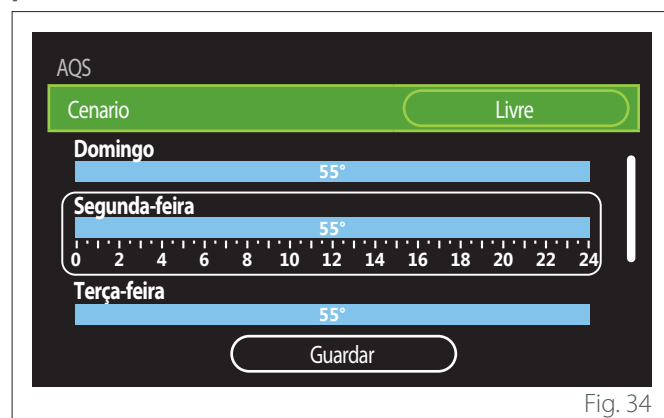 AQS
Cenario Livre
Domingo
55°
Segunda-feira
55°
0 2 4 6 8 10 12 14 16 18 20 22 24
Terça-feira
55°
Guardar
Fig. 34